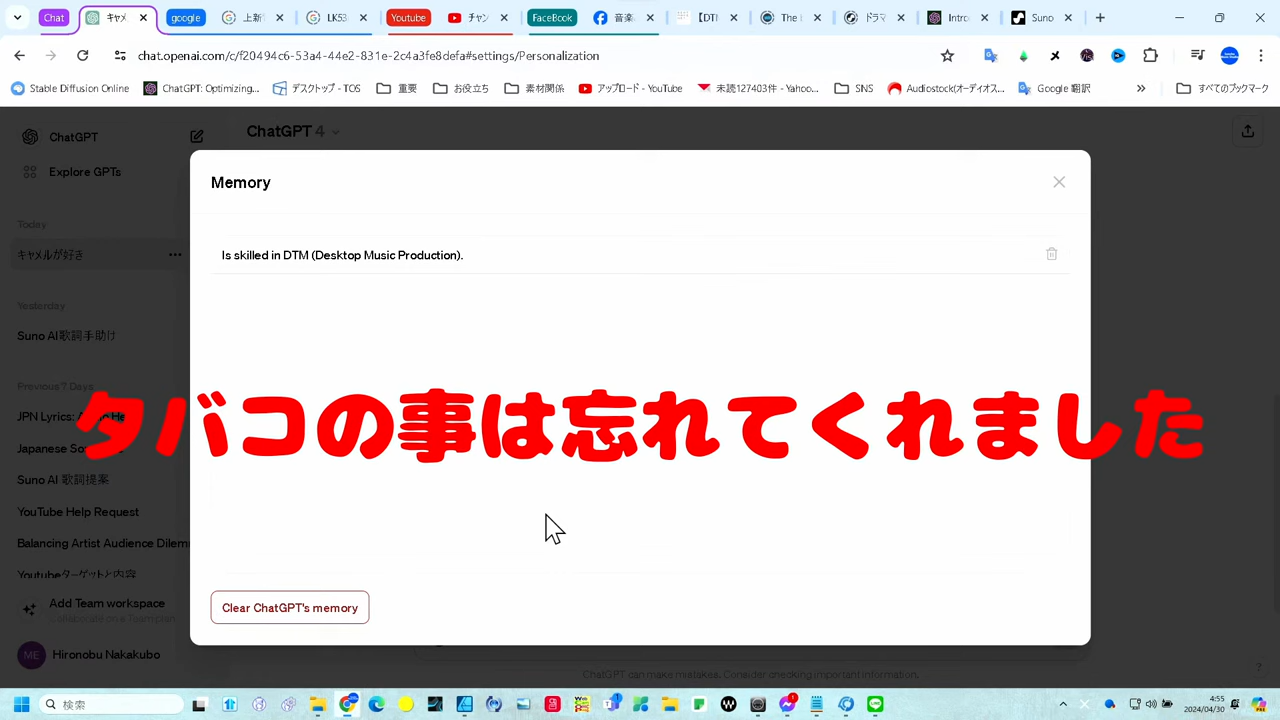 Chat
キャメ
google
上新
LK53
Youtube
チャン
FaceBook
音楽
【DTI
The I
ドラマ
Intro
Suno
chat.openai.com/c/f20494c6-53a4-44e2-831e-2c4a3fe8defa#settings/Personalization
Stable Diffusion Online
ChatGPT: Optimizing...
デスクトップ - TOS
重要
お役立ち
素材関係
アップロード - YouTube
未読127403件 - Yahoo...
SNS
Audiostock(オーディオス...
Google 翻訳
»
すべてのブックマーク
ChatGPT
ChatGPT 4
Explore GPTs
Memory
Today
キャメルが好き
Is skilled in DTM (Desktop Music Production).
Yesterday
Suno AI歌詞手助け
Previous 7 Days
JPN Lyrics:
タバコの事は忘れてくれました
Japanese
Suno AI 歌詞提案
YouTube Help Request
Balancing Artist Audience Dilem
Youtubeターゲットと内容
Add Team workspace
Collaborate on a Team plan
Clear ChatGPT's memory
ME
Hironobu Nakakubo
ChatGPT can make mistakes. Consider checking important information.
?
検索
4:55
2024/04/30